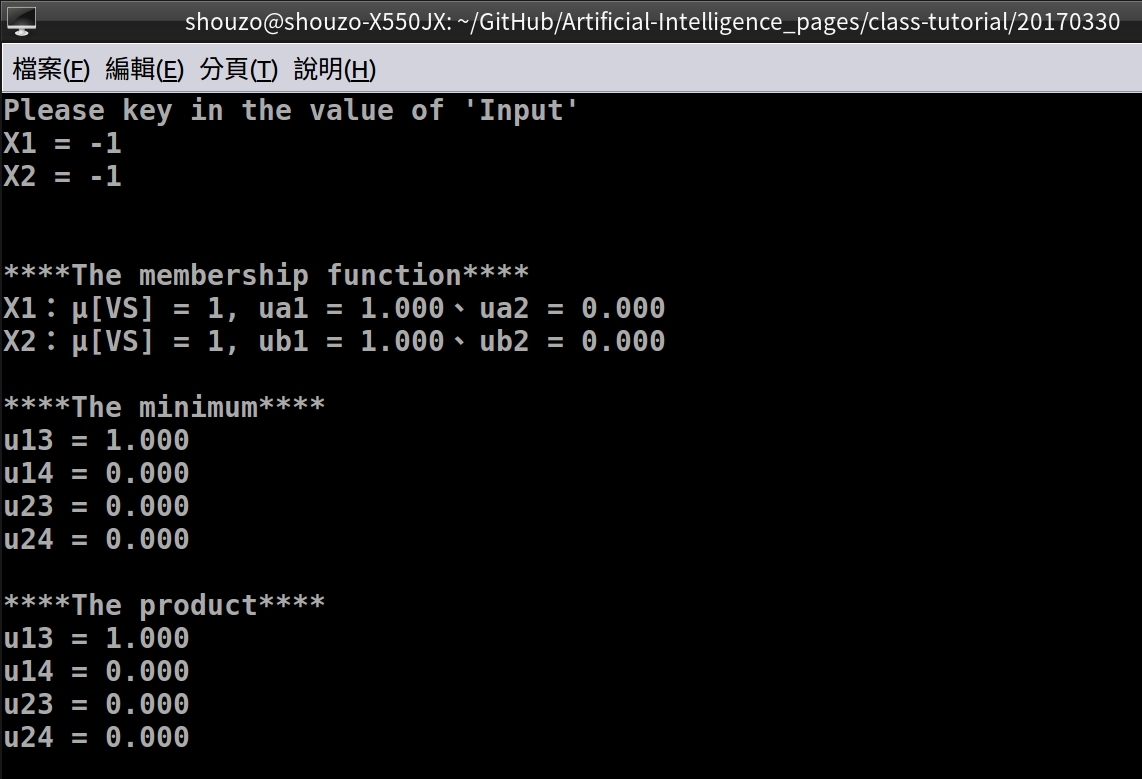 shouzo@shouzo-X550JX: ~/GitHub/Artificial-Intelligence_pages/class-tutorial/20170330
檔案(F) 編輯(E) 分頁(T) 說明(H)
Please key in the value of 'Input'
X1 = -1
X2 = -1
****The membership function****
X1：μ[VS] = 1, ua1 = 1.000、ua2 = 0.000
X2：μ[VS] = 1, ub1 = 1.000、ub2 = 0.000
****The minimum****
u13 = 1.000
u14 = 0.000
u23 = 0.000
u24 = 0.000
****The product****
u13 = 1.000
u14 = 0.000
u23 = 0.000
u24 = 0.000